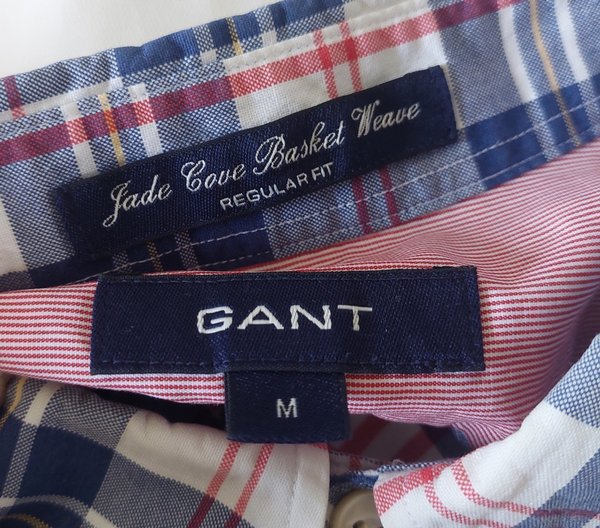 Jade Cove Basket Weave
REGULAR FIT
GANT
M